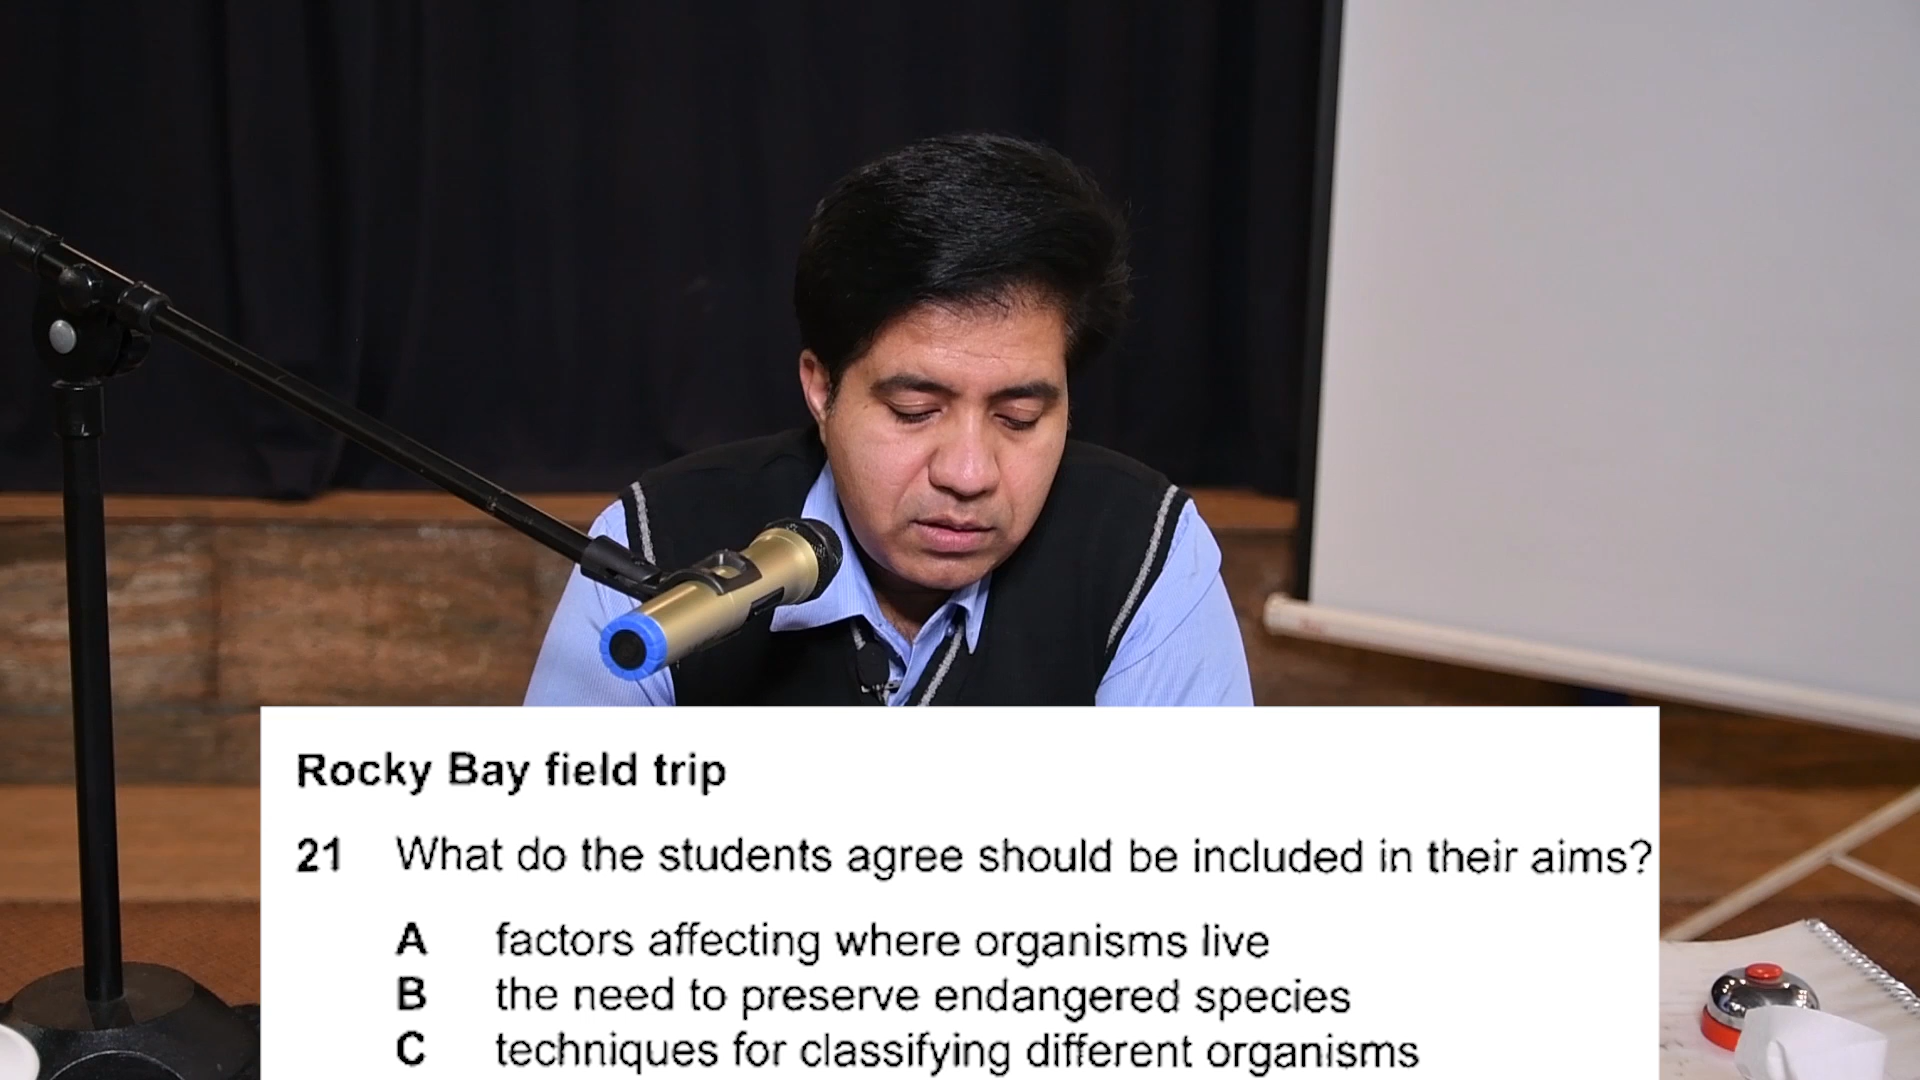 Rocky Bay field trip
21 What do the students agree should be included in their aims?
A factors affecting where organisms live
B the need to preserve endangered species
C techniques for classifying different organisms